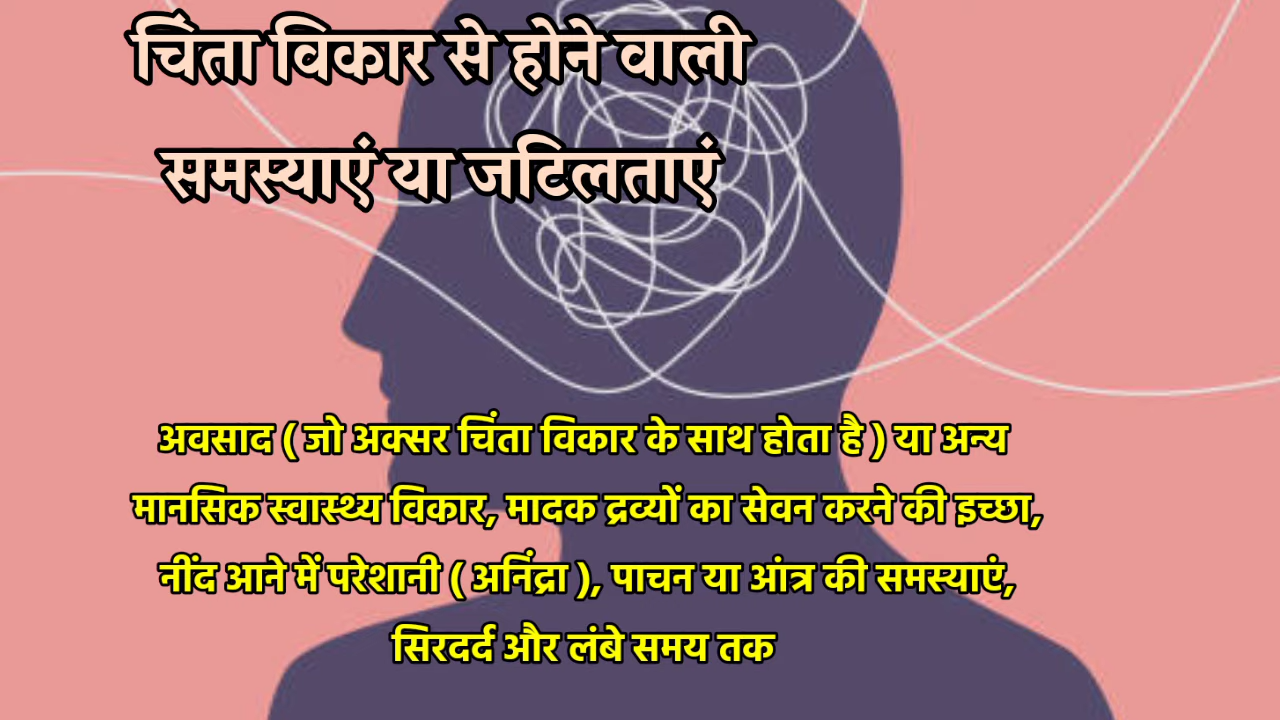 चिंता विकार से होने वाली
समस्याएं या जटिलताएं
अवसाद ( जो अक्सर चिंता विकार के साथ होता है ) या अन्य
मानसिक स्वास्थ्य विकार, मादक द्रव्यों का सेवन करने की इच्छा,
नींद आने में परेशानी ( अनिंद्रा ), पाचन या आंत्र की समस्याएं,
सिरदर्द और लंबे समय तक